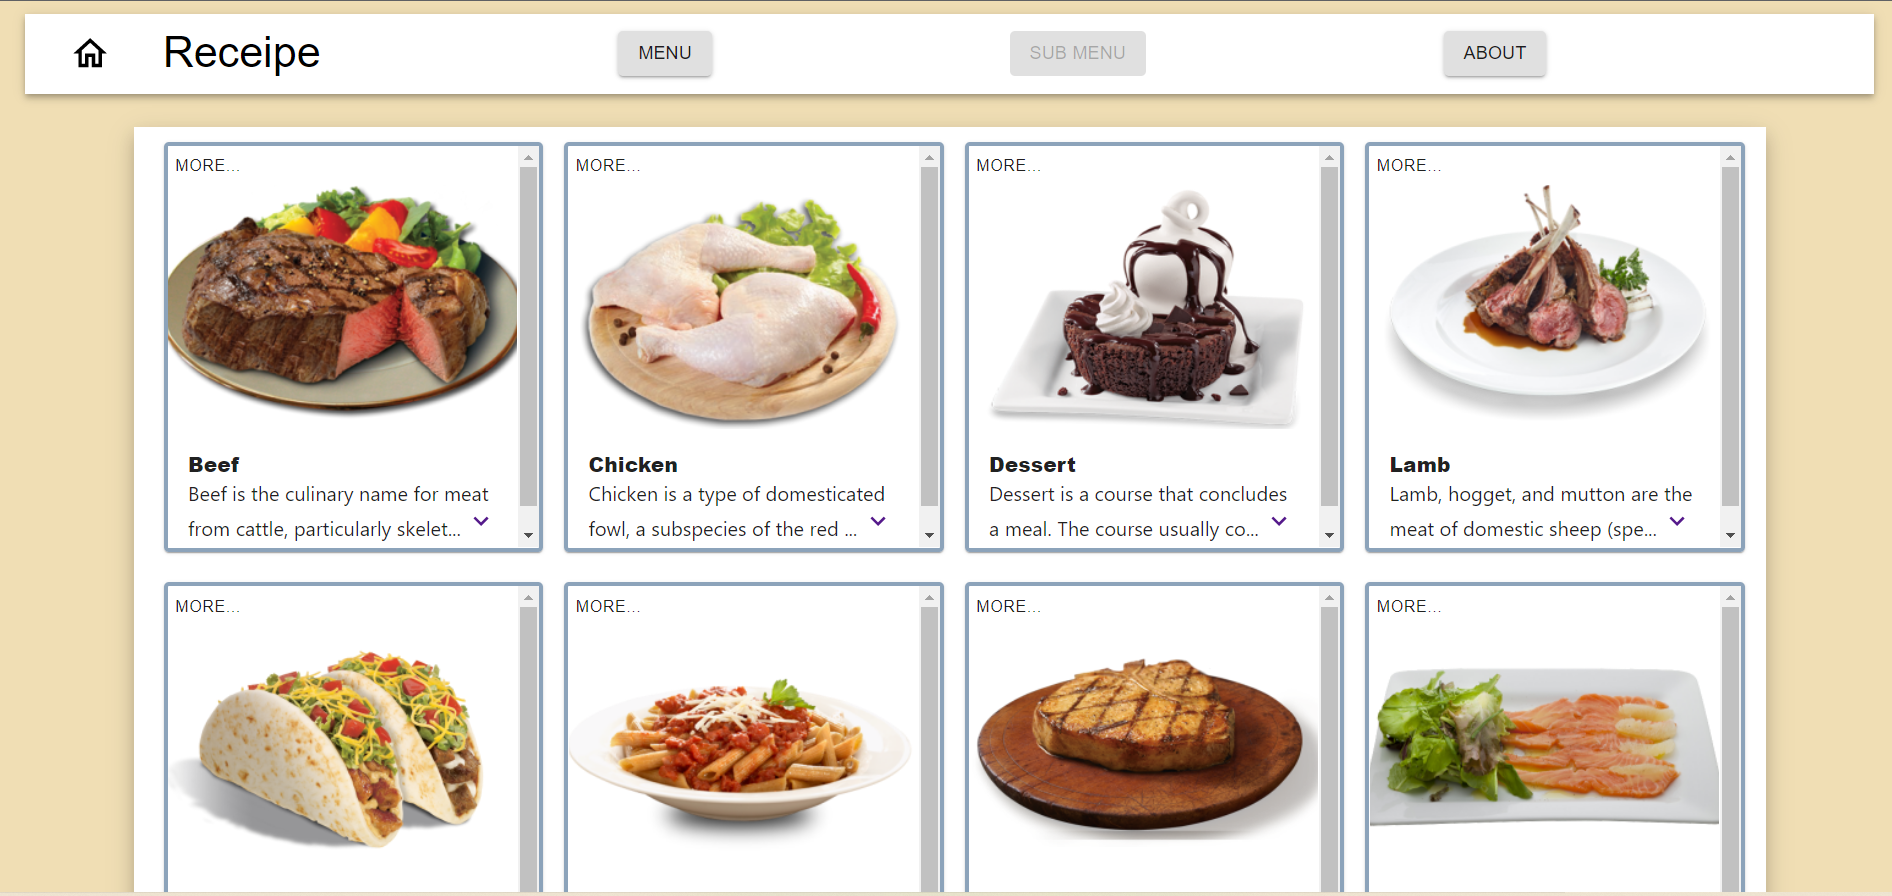 Receipe
MENU
SUB MENU
ABOUT
MORE...
MORE...
MORE...
MORE...
Beef
Beef is the culinary name for meat
from cattle, particularly skelet...
Chicken
Chicken is a type of domesticated
fowl, a subspecies of the red ...
Dessert
Dessert is a course that concludes
a meal. The course usually co...
Lamb
Lamb, hogget, and mutton are the
meat of domestic sheep (spe...
MORE...
MORE...
MORE...
MORE...